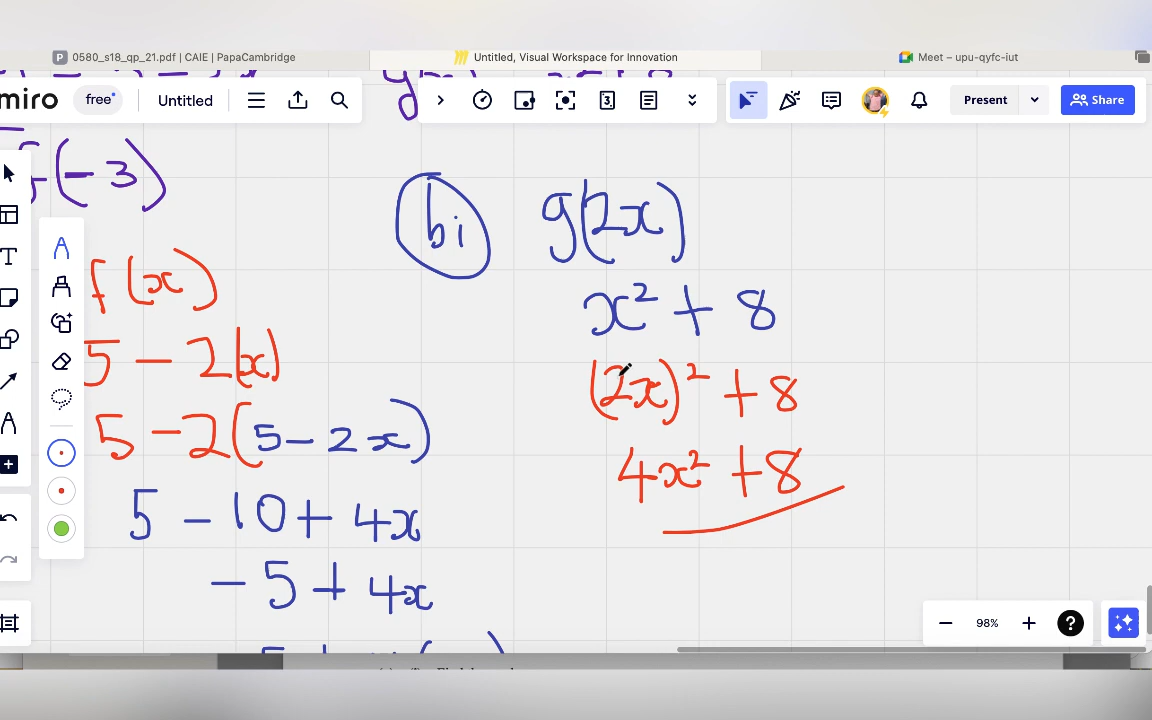 0580_s18_qp_21.pdf | CAIE | PapaCambridge
Untitled, Visual Workspace for Innovation
Meet – upu-qyfc-iut
miro
free
Untitled
Present
Share
(-3)
f(x)
5 - 2(x)
5 - 2(5 - 2x)
5 - 10 + 4x
- 5 + 4x
bi
g(2x)
x² + 8
(2x)² + 8
4x² + 8
98%